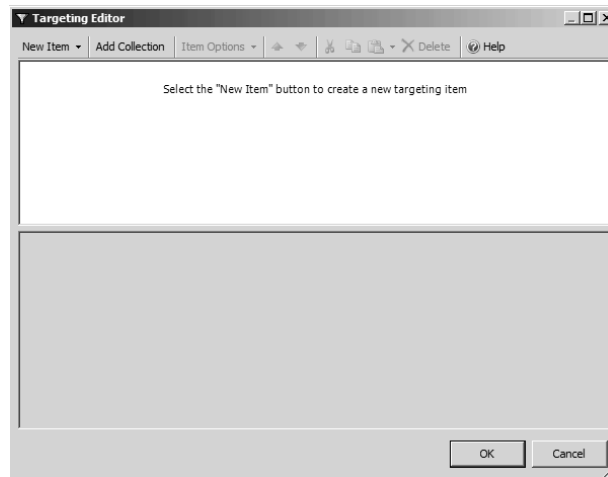 Targeting Editor
New Item Add Collection Item Options Delete Help
Select the "New Item" button to create a new targeting item
OK Cancel